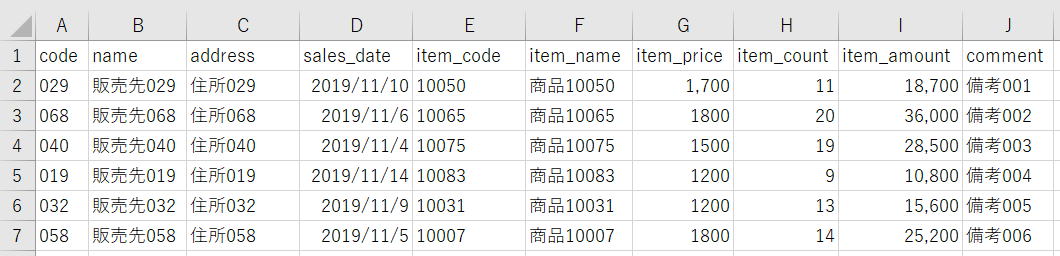 A B C D E F G H I J
1 code name address sales_date item_code item_name item_price item_count item_amount comment
2 029 販売先029 住所029 2019/11/10 10050 商品10050 1,700 11 18,700 備考001
3 068 販売先068 住所068 2019/11/6 10065 商品10065 1800 20 36,000 備考002
4 040 販売先040 住所040 2019/11/4 10075 商品10075 1500 19 28,500 備考003
5 019 販売先019 住所019 2019/11/14 10083 商品10083 1200 9 10,800 備考004
6 032 販売先032 住所032 2019/11/9 10031 商品10031 1200 13 15,600 備考005
7 058 販売先058 住所058 2019/11/5 10007 商品10007 1800 14 25,200 備考006